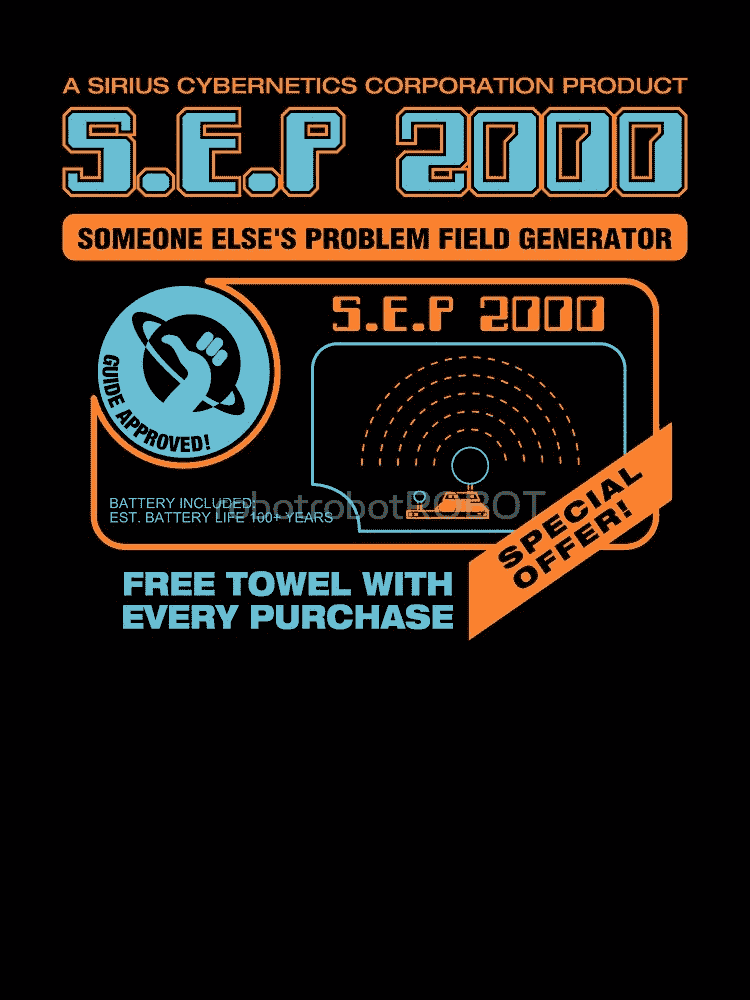 A SIRIUS CYBERNETICS CORPORATION PRODUCT
S.E.P 2000
SOMEONE ELSE'S PROBLEM FIELD GENERATOR
S.E.P 2000
GUIDE APPROVED!
BATTERY INCLUDED:
EST. BATTERY LIFE 100+ YEARS
robotrobotROBOT
SPECIAL
OFFER!
FREE TOWEL WITH
EVERY PURCHASE